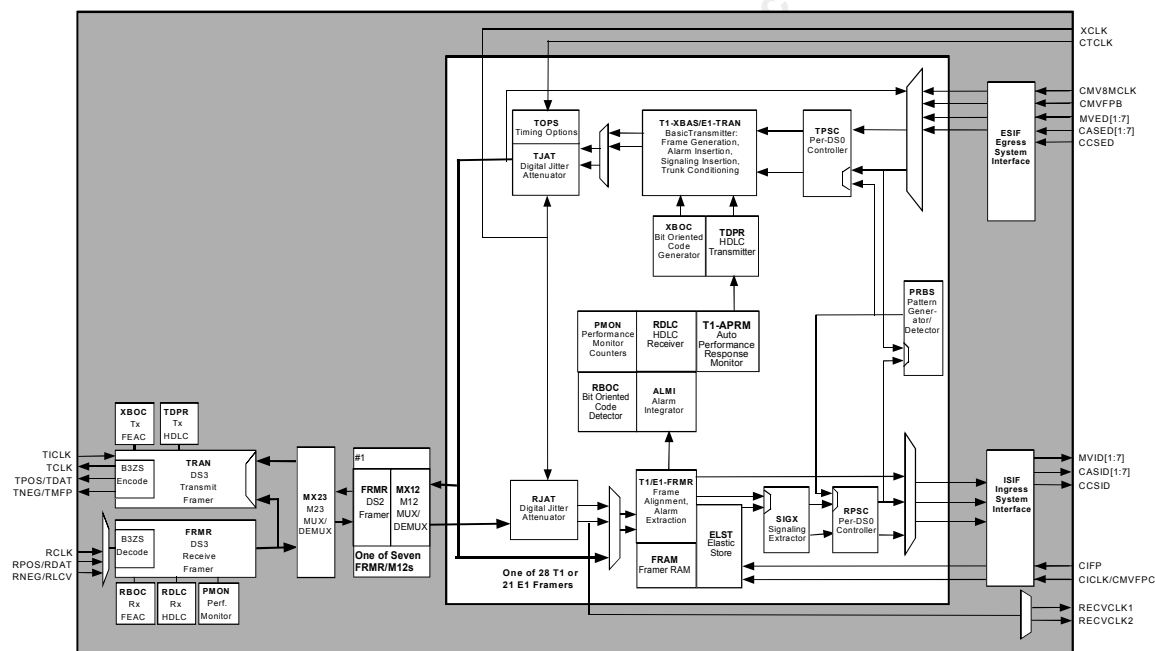 XCLK
CTCLK
CMV8MCLK
CMVFPB
MVED[1:7]
CASED[1:7]
CCSED
ESIF
Egress
System
Interface
TOPS
Timing Options
TJAT
Digital Jitter
Attenuator
T1-XBAS/E1-TRAN
BasicTransmitter:
Frame Generation,
Alarm Insertion,
Signaling Insertion,
Trunk Conditioning
TPSC
Per-DS0
Controller
XBOC
Bit Oriented
Code
Generator
TDPR
HDLC
Transmitter
PRBS
Pattern
Gener-
ator/
Detector
PMON
Performance
Monitor
Counters
RDLC
HDLC
Receiver
T1-APRM
Auto
Performance
Response
Monitor
RBOC
Bit Oriented
Code
Detector
ALMI
Alarm
Integrator
XBOC
Tx
FEAC
TDPR
Tx
HDLC
TICLK
TCLK
TPOS/TDAT
TNEG/TMFP
B3ZS
Encode
TRAN
DS3
Transmit
Framer
RCLK
RPOS/RDAT
RNEG/RLCV
B3ZS
Decode
FRMR
DS3
Receive
Framer
RBOC
Rx
FEAC
RDLC
Rx
HDLC
PMON
Perf.
Monitor
MX23
M23
MUX/
DEMUX
#1
FRMR
DS2
Framer
MX12
M12
MUX/
DEMUX
One of Seven
FRMR/M12s
RJAT
Digital Jitter
Attenuator
One of 28 T1 or
21 E1 Framers
T1/E1-FRMR
Frame
Alignment,
Alarm
Extraction
FRAM
Framer RAM
ELST
Elastic
Store
SIGX
Signaling
Extractor
RPSC
Per-DS0
Controller
ISIF
Ingress
System
Interface
MVID[1:7]
CASID[1:7]
CCSID
CIFP
CICLK/CMVFPC
RECVCLK1
RECVCLK2